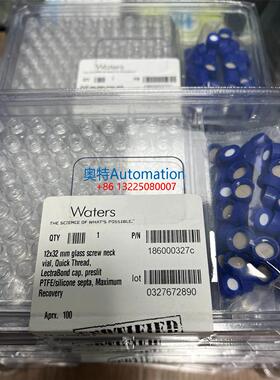 Waters
奥特Automation
+86 13225080007
Waters
THE SCIENCE OF WHAT'S POSSIBLE.
QTY 1 P/N
186000327c
12x32 mm glass screw neck
vial, Quick Thread,
LectraBond cap, preslit
PTFE/silicone septa, Maximum
Recovery
lot
0327672890
Aprx. 100
CERTIFIED